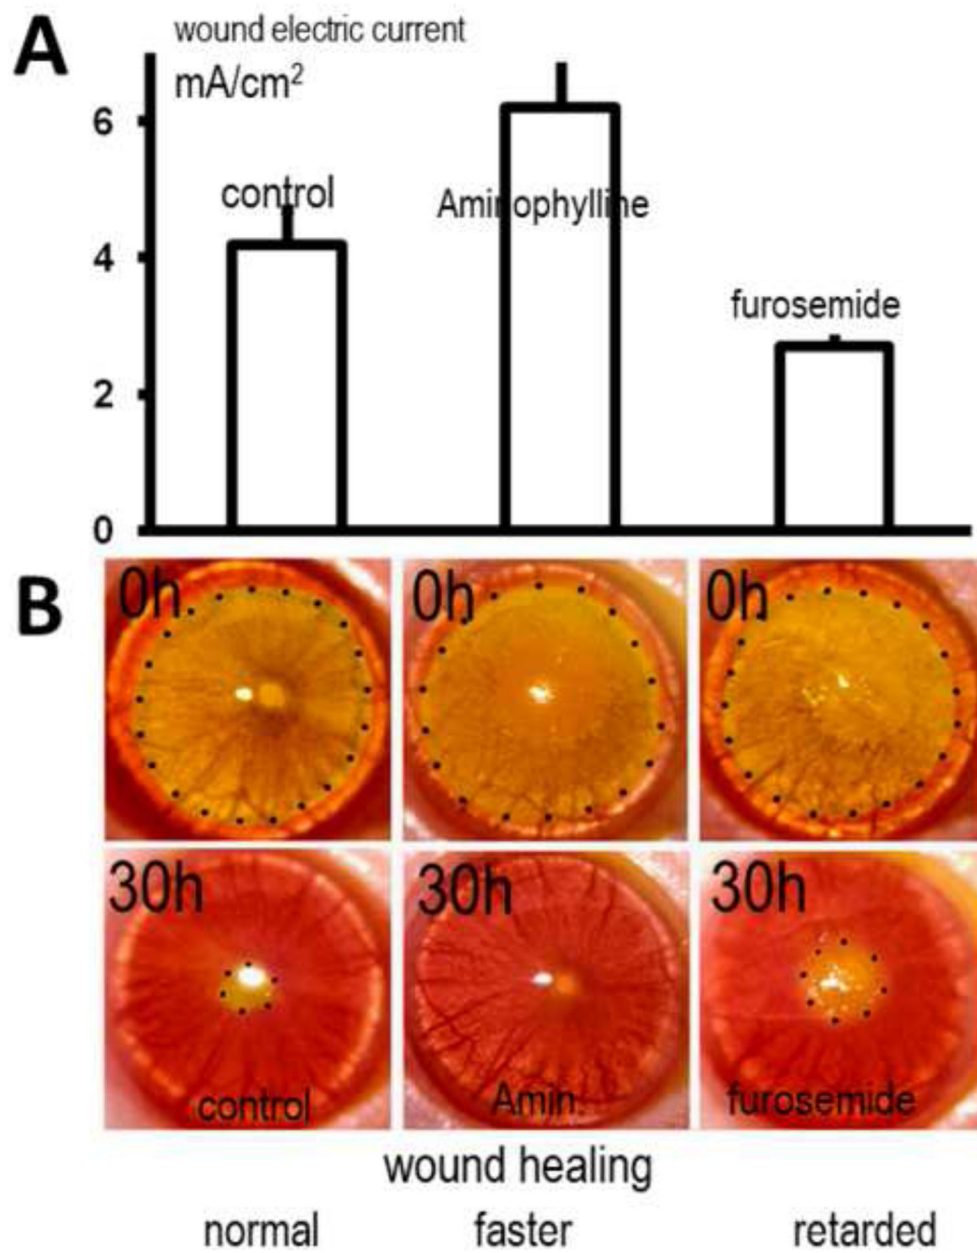 A
wound electric current
mA/cm²
6
4
2
0
control
Aminophylline
furosemide
B
0h
0h
0h
30h
30h
30h
control
Amin.
furosemide
wound healing
normal
faster
retarded